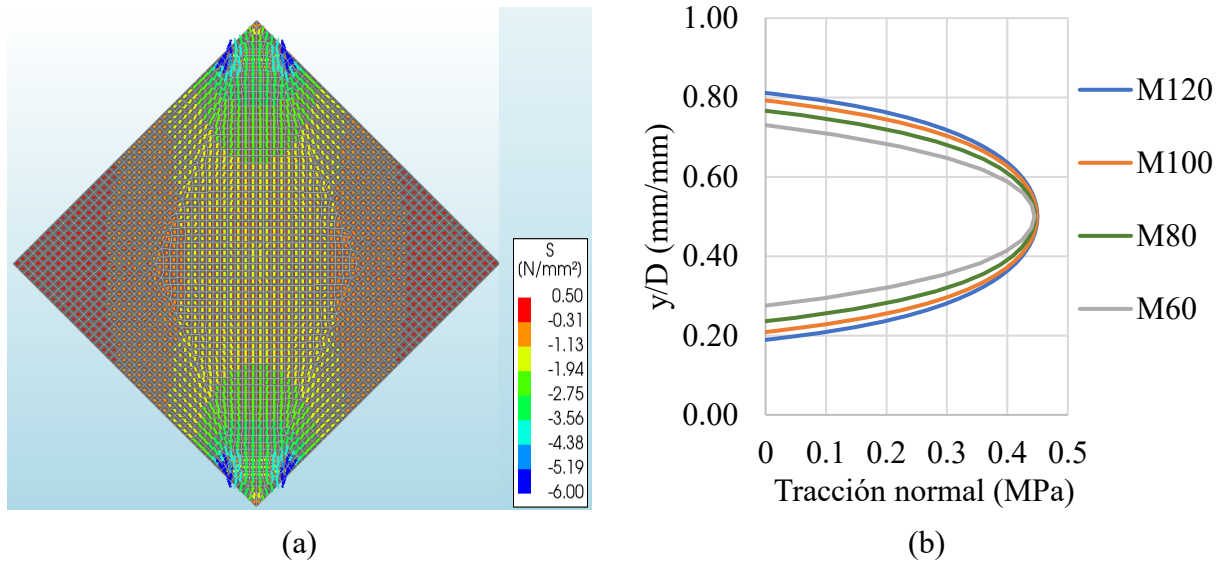 S
(N/mm²)
0.50
-0.31
-1.13
-1.94
-2.75
-3.56
-4.38
-5.19
-6.00
(a)
y/D (mm/mm)
1.00
0.80
0.60
0.40
0.20
0.00
0 0.1 0.2 0.3 0.4 0.5
Tracción normal (MPa)
M120
M100
M80
M60
(b)